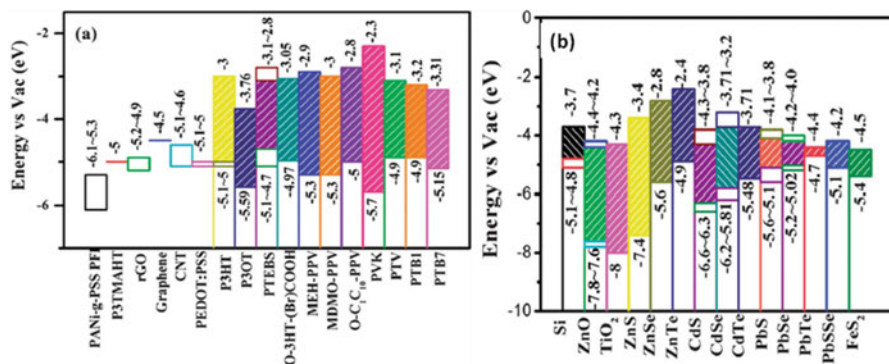 (a)
Energy vs Vac (eV)
-2
-4
-6
-6.1~-5.3
-5
-5.2~-4.9
-4.5
-5.1~-4.6
-5.1~-5
-3
-5.1~-5
-3.76
-5.59
-3.1~-2.8
-5.1~4.7
-3.05
-4.97
-2.9
-5.3
-3
-5.3
-2.8
-5
-2.3
-5.7
-3.1
-4.9
-3.2
-4.9
-3.31
-5.15
PANi-g-PSS PFI
P3TMAHT
rGO
Graphene
CNT
PEDOT:PSS
P3HT
P3OT
PTEBS
O-3HT-(Br)COOH
MEH-PPV
MDMO-PPV
O-C₁C₁₀-PPV
PVK
PTV
PTB1
PTB7
(b)
Energy vs Vac (eV)
-2
-4
-6
-8
-10
-3.7
-5.1~4.8
-4.4~-4.2
-7.8~-7.6
-4.3
-8
-3.4
-7.4
-2.8
-5.6
-2.4
-4.9
-4.3~3.8
-6.6~6.3
-3.71~3.2
-6.2~5.81
-3.71
-5.48
-4.1~3.8
-5.6~5.1
-4.2~4.0
-5.2~5.02
-4.4
-4.7
-4.2
-5.1
-4.5
-5.4
Si
ZnO
TiO₂
ZnS
ZnSe
ZnTe
CdS
CdSe
CdTe
PbS
PbSe
PbTe
PbSSe
FeS₂